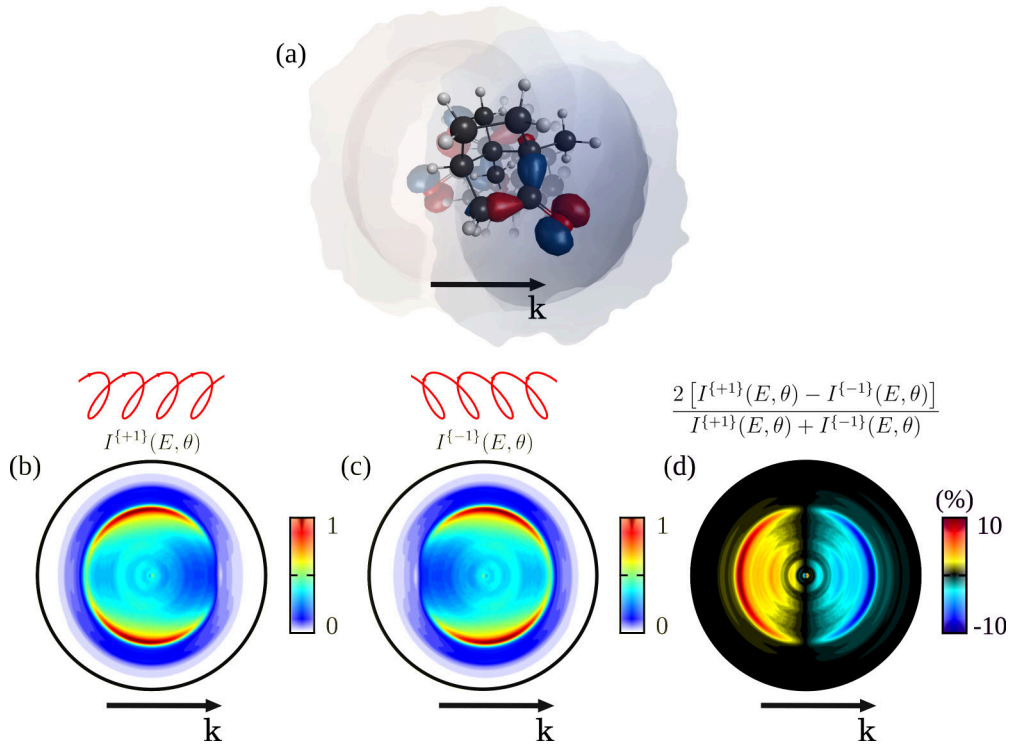 (a)
k
I^{+1}(E, θ)
I^{-1}(E, θ)
2 [I^{+1}(E, θ) − I^{-1}(E, θ)]
I^{+1}(E, θ) + I^{-1}(E, θ)
(b)
1
0
k
(c)
1
0
k
(d)
(%)
10
-10
k